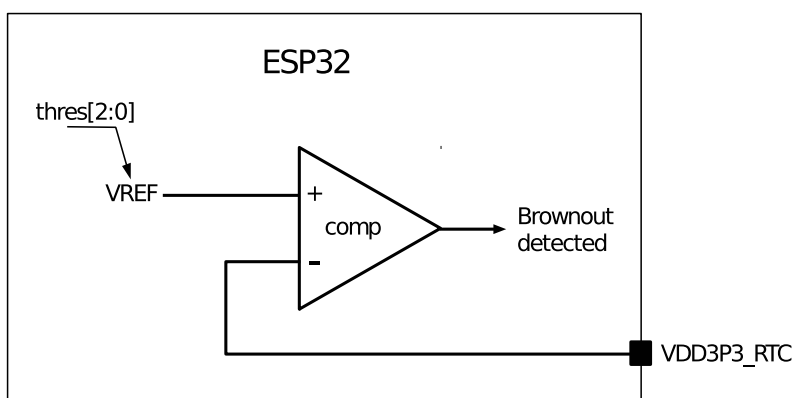 ESP32
thres[2:0]
VREF
+
comp
-
Brownout
detected
VDD3P3_RTC